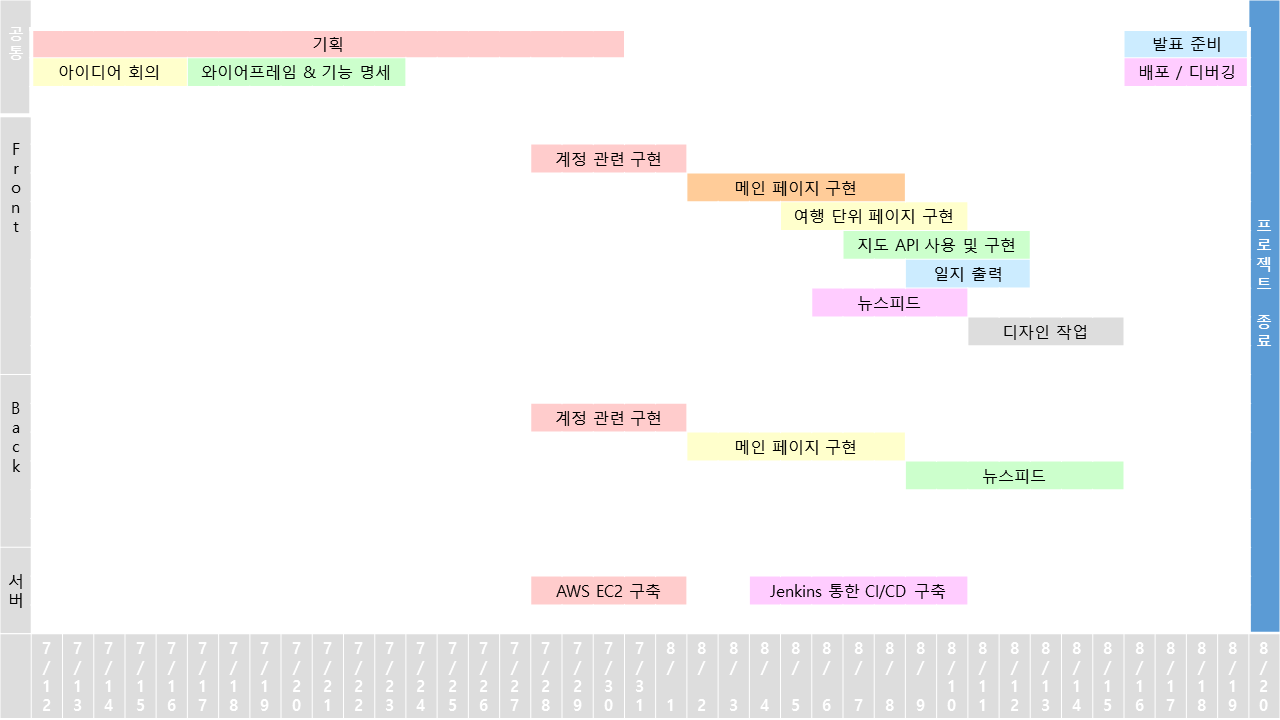 공통
기획
발표 준비
아이디어 회의
와이어프레임 & 기능 명세
배포 / 디버깅
Front
계정 관련 구현
메인 페이지 구현
여행 단위 페이지 구현
지도 API 사용 및 구현
일지 출력
뉴스피드
디자인 작업
Back
계정 관련 구현
메인 페이지 구현
뉴스피드
서버
AWS EC2 구축
Jenkins 통한 CI/CD 구축
프로젝트 종료
7/12
7/13
7/14
7/15
7/16
7/17
7/18
7/19
7/20
7/21
7/22
7/23
7/24
7/25
7/26
7/27
7/28
7/29
7/30
7/31
8/ 1
8/ 2
8/ 3
8/ 4
8/ 5
8/ 6
8/ 7
8/ 8
8/ 9
8/10
8/11
8/12
8/13
8/14
8/15
8/16
8/17
8/18
8/19
8/20